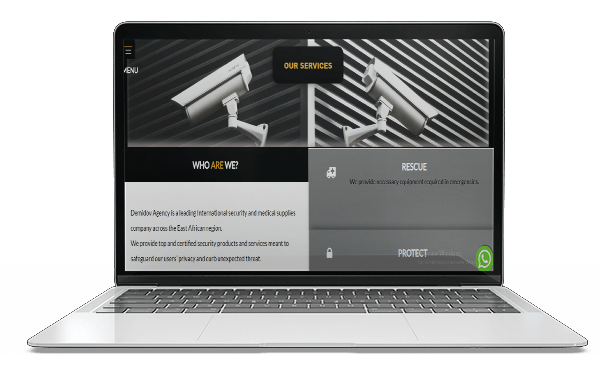 MENU
OUR SERVICES
WHO ARE WE?
Demidov Agency is a leading International security and medical supplies
company across the East African region.
We provide top and certified security products and services meant to
safeguard our users' privacy and curb unexpected threat.
RESCUE
We provide necessary equipment required in emergencies.
PROTECT